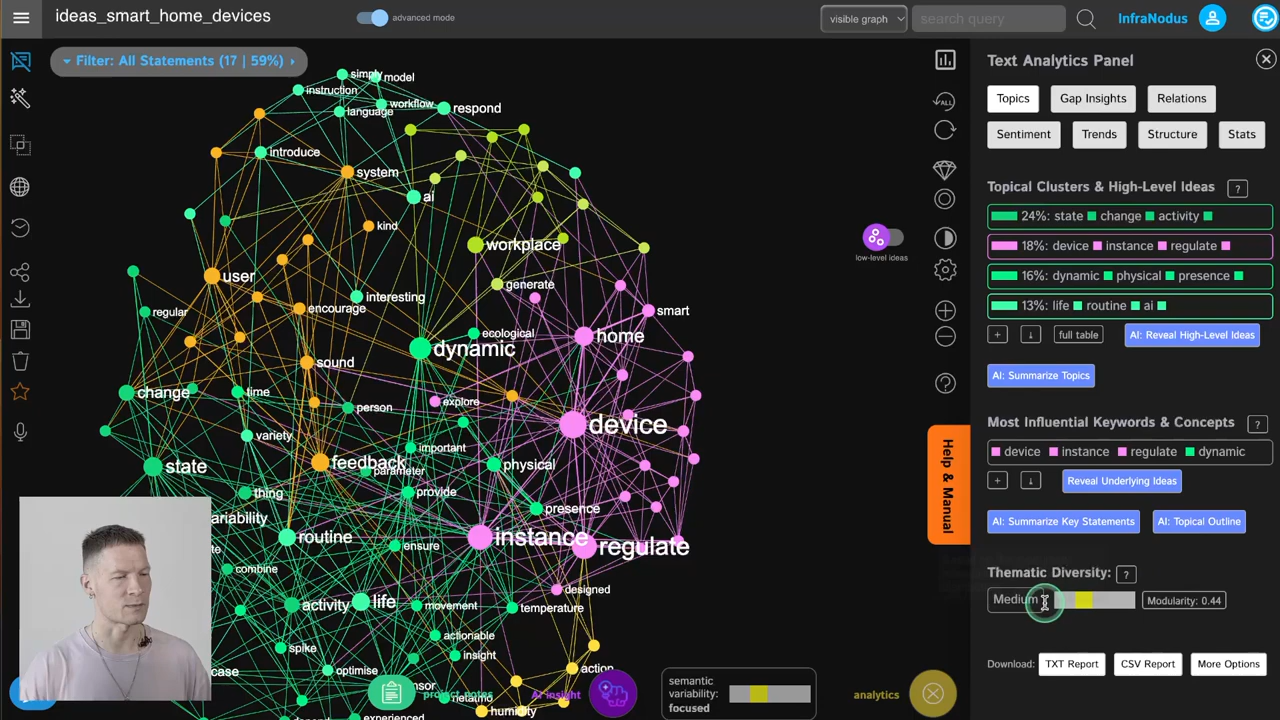 ideas_smart_home_devices
advanced mode
visible graph
search query
InfraNodus
Filter: All Statements (17 | 59%)
simply
model
instruction
workflow
language
respond
introduce
system
ai
kind
workplace
user
generate
interesting
encourage
smart
regular
ecological
home
dynamic
sound
change
time
explore
person
device
variety
important
feedback
parameter
physical
state
thing
provide
presence
variability
routine
instance
ensure
regulate
combine
designed
activity
life
movement
temperature
spike
actionable
insight
case
optimise
action
netatmo
humidity
experienced
project notes
AI insight
semantic
variability:
focused
analytics
low-level ideas
Help & Manual
Text Analytics Panel
Topics
Gap Insights
Relations
Sentiment
Trends
Structure
Stats
Topical Clusters & High-Level Ideas
?
24%: state change activity
18%: device instance regulate
16%: dynamic physical presence
13%: life routine ai
+
↓
full table
AI: Reveal High-Level Ideas
AI: Summarize Topics
Most Influential Keywords & Concepts
?
device instance regulate dynamic
+
↓
Reveal Underlying Ideas
AI: Summarize Key Statements
AI: Topical Outline
Thematic Diversity:
?
Medium
Modularity: 0.44
Download:
TXT Report
CSV Report
More Options